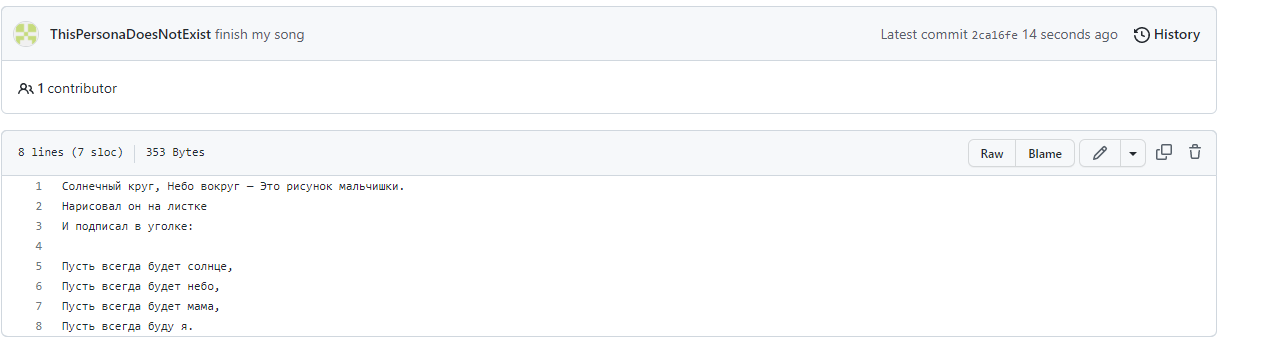 ThisPersonaDoesNotExist finish my song Latest commit 2ca16fe 14 seconds ago History
1 contributor
8 lines (7 sloc) 353 Bytes Raw Blame
1 Солнечный круг, Небо вокруг — Это рисунок мальчишки.
2 Нарисовал он на листке
3 И подписал в уголке:
4
5 Пусть всегда будет солнце,
6 Пусть всегда будет небо,
7 Пусть всегда будет мама,
8 Пусть всегда буду я.